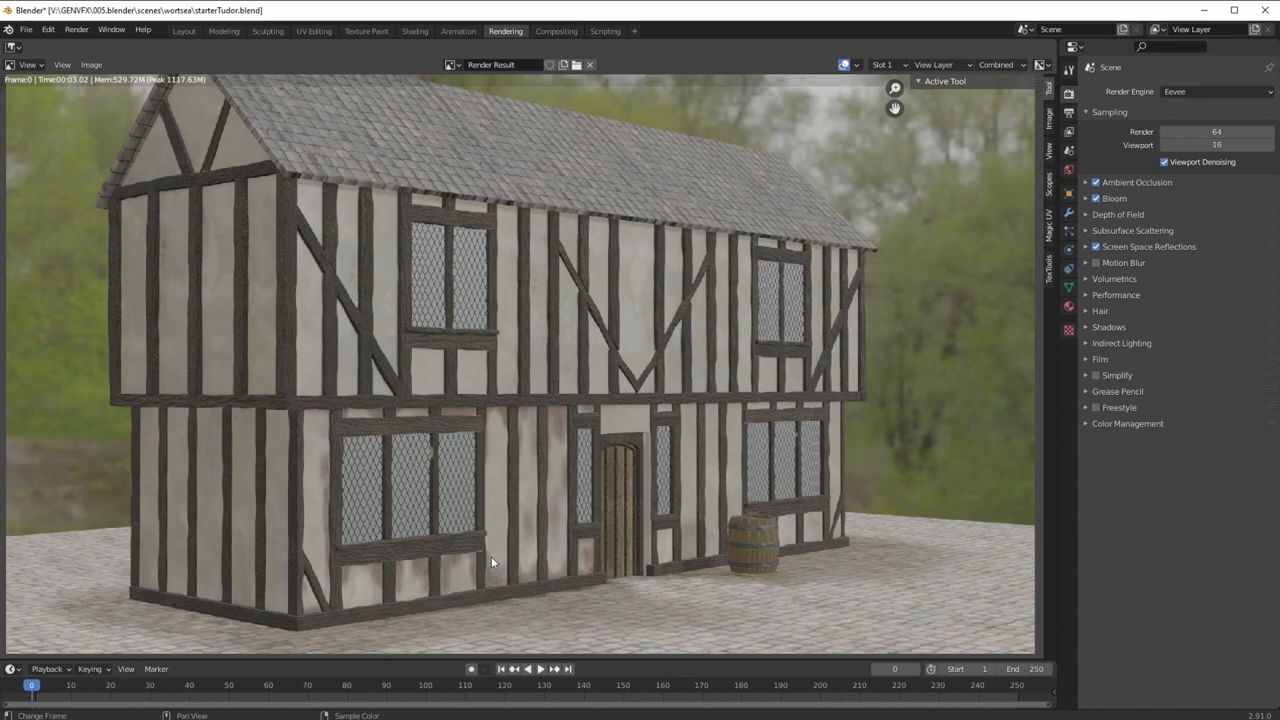 Blender* [V:\GENVFX\005.blender\scenes\wortsea\starterTudor.blend]
File Edit Render Window Help Layout Modeling Sculpting UV Editing Texture Paint Shading Animation Rendering Compositing Scripting + Scene View Layer
View View Image Render Result Slot 1 View Layer Combined
Frame:0 | Time:00:03.02 | Mem:529.72M (Peak 1117.63M)
Active Tool
Tool
Image
View
Scopes
Magic UV
TexTools
Scene
Render Engine Eevee
Sampling
Render 64
Viewport 16
Viewport Denoising
Ambient Occlusion
Bloom
Depth of Field
Subsurface Scattering
Screen Space Reflections
Motion Blur
Volumetrics
Performance
Hair
Shadows
Indirect Lighting
Film
Simplify
Grease Pencil
Freestyle
Color Management
Playback Keying View Marker 0 Start 1 End 250
0 10 20 30 40 50 60 70 80 90 100 110 120 130 140 150 160 170 180 190 200 210 220 230 240 250
Change Frame Pan View Sample Color 2.91.0